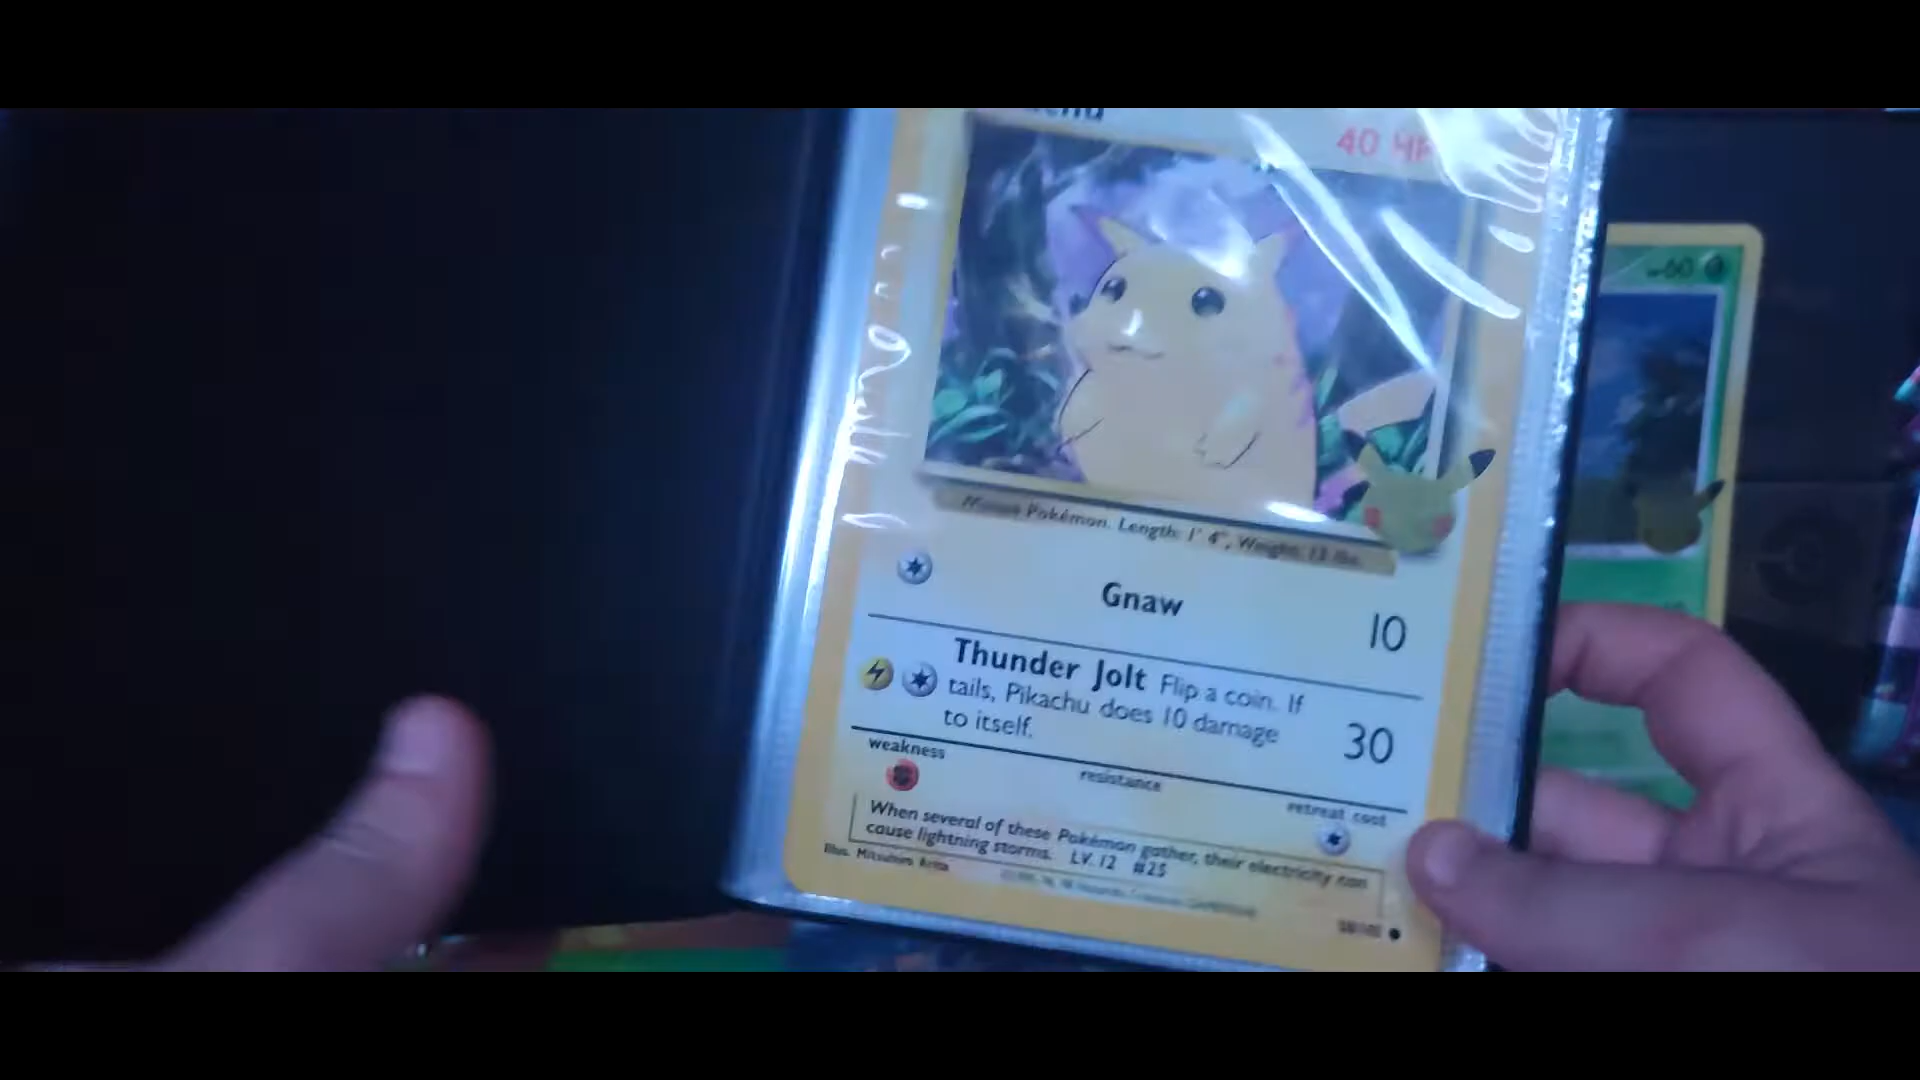 40 HP
Pokémon. Length: 1' 4", Weight: 13 lbs.
Gnaw
10
Thunder Jolt Flip a coin. If
tails, Pikachu does 10 damage
to itself.
30
weakness
resistance
retreat cost
When several of these Pokémon gather, their electricity can
cause lightning storms. LV. 12 #25
Illus. Mitsuhiro Arita
60